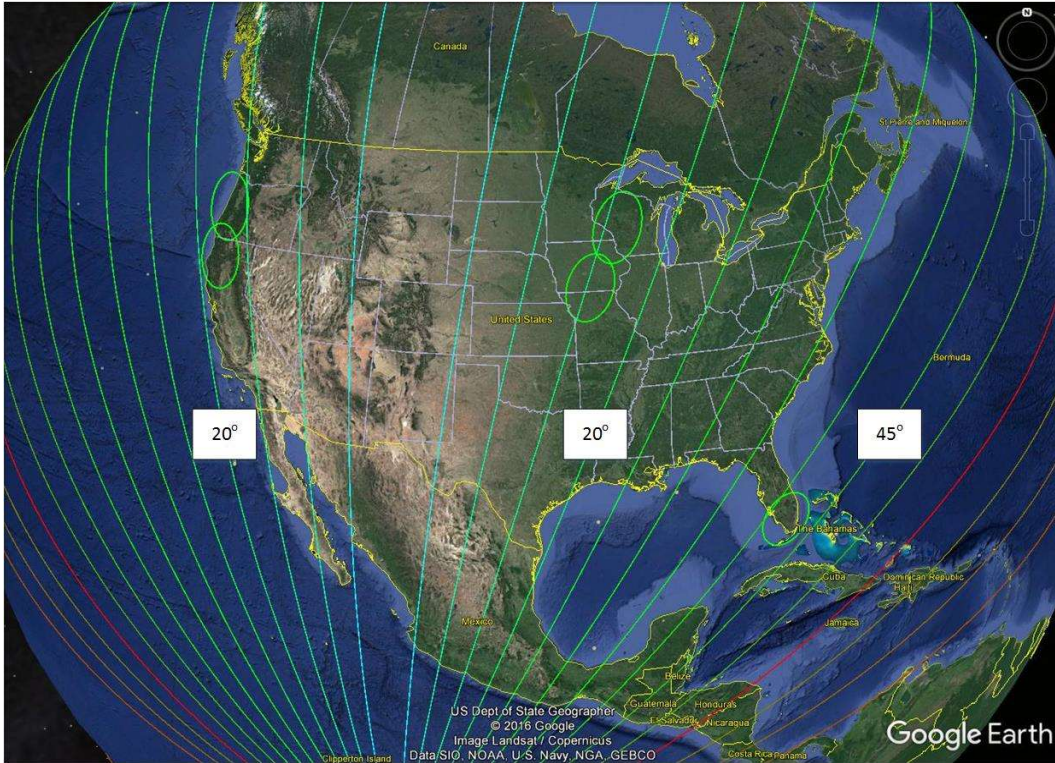 N
Canada
St Pierre and Miquelon
United States
Bermuda
20°
20°
45°
The Bahamas
Cuba
Dominican Republic
Haiti
Mexico
Jamaica
Belize
Guatemala
Honduras
El Salvador
Nicaragua
US Dept of State Geographer
© 2016 Google
Image Landsat / Copernicus
Data SIO, NOAA, U.S. Navy, NGA, GEBCO
Clipperton Island
Costa Rica
Panama
Google Earth